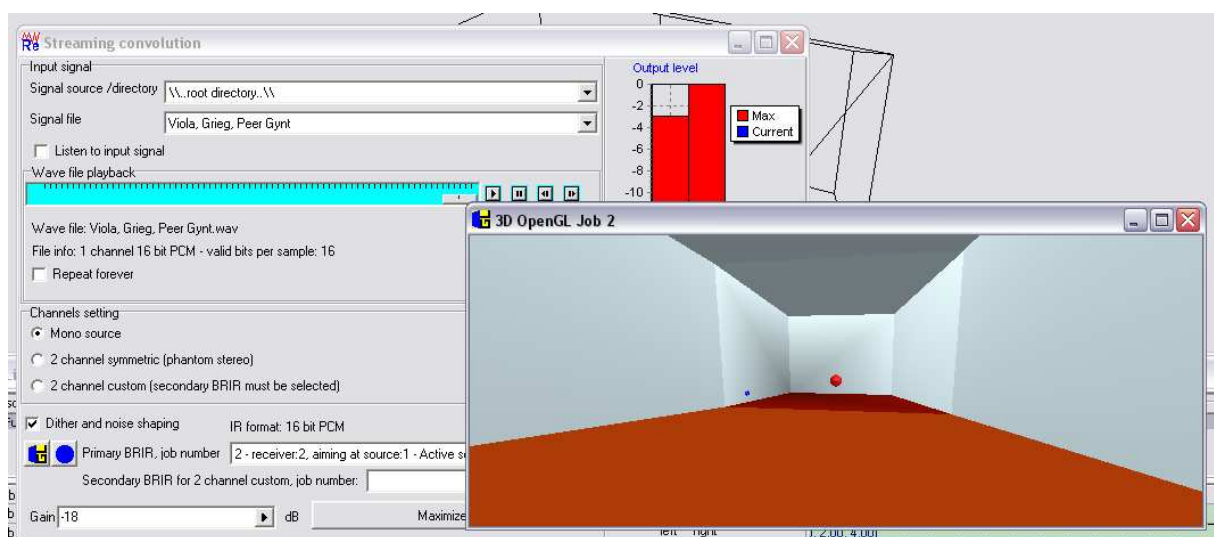 Streaming convolution
Input signal
Signal source /directory
\\..root directory..\\
Signal file
Viola, Grieg, Peer Gynt
Listen to input signal
Wave file playback
Wave file: Viola, Grieg, Peer Gynt.wav
File info: 1 channel 16 bit PCM - valid bits per sample: 16
Repeat forever
Channels setting
Mono source
2 channel symmetric (phantom stereo)
2 channel custom (secondary BRIR must be selected)
Dither and noise shaping
IR format: 16 bit PCM
Primary BRIR, job number
2 - receiver:2, aiming at source:1 - Active
Secondary BRIR for 2 channel custom, job number:
Gain
-18
dB
Maximize
Output level
0
-2
-4
-6
-8
-10
Max
Current
3D OpenGL Job 2
left right
2.00, 4.00)